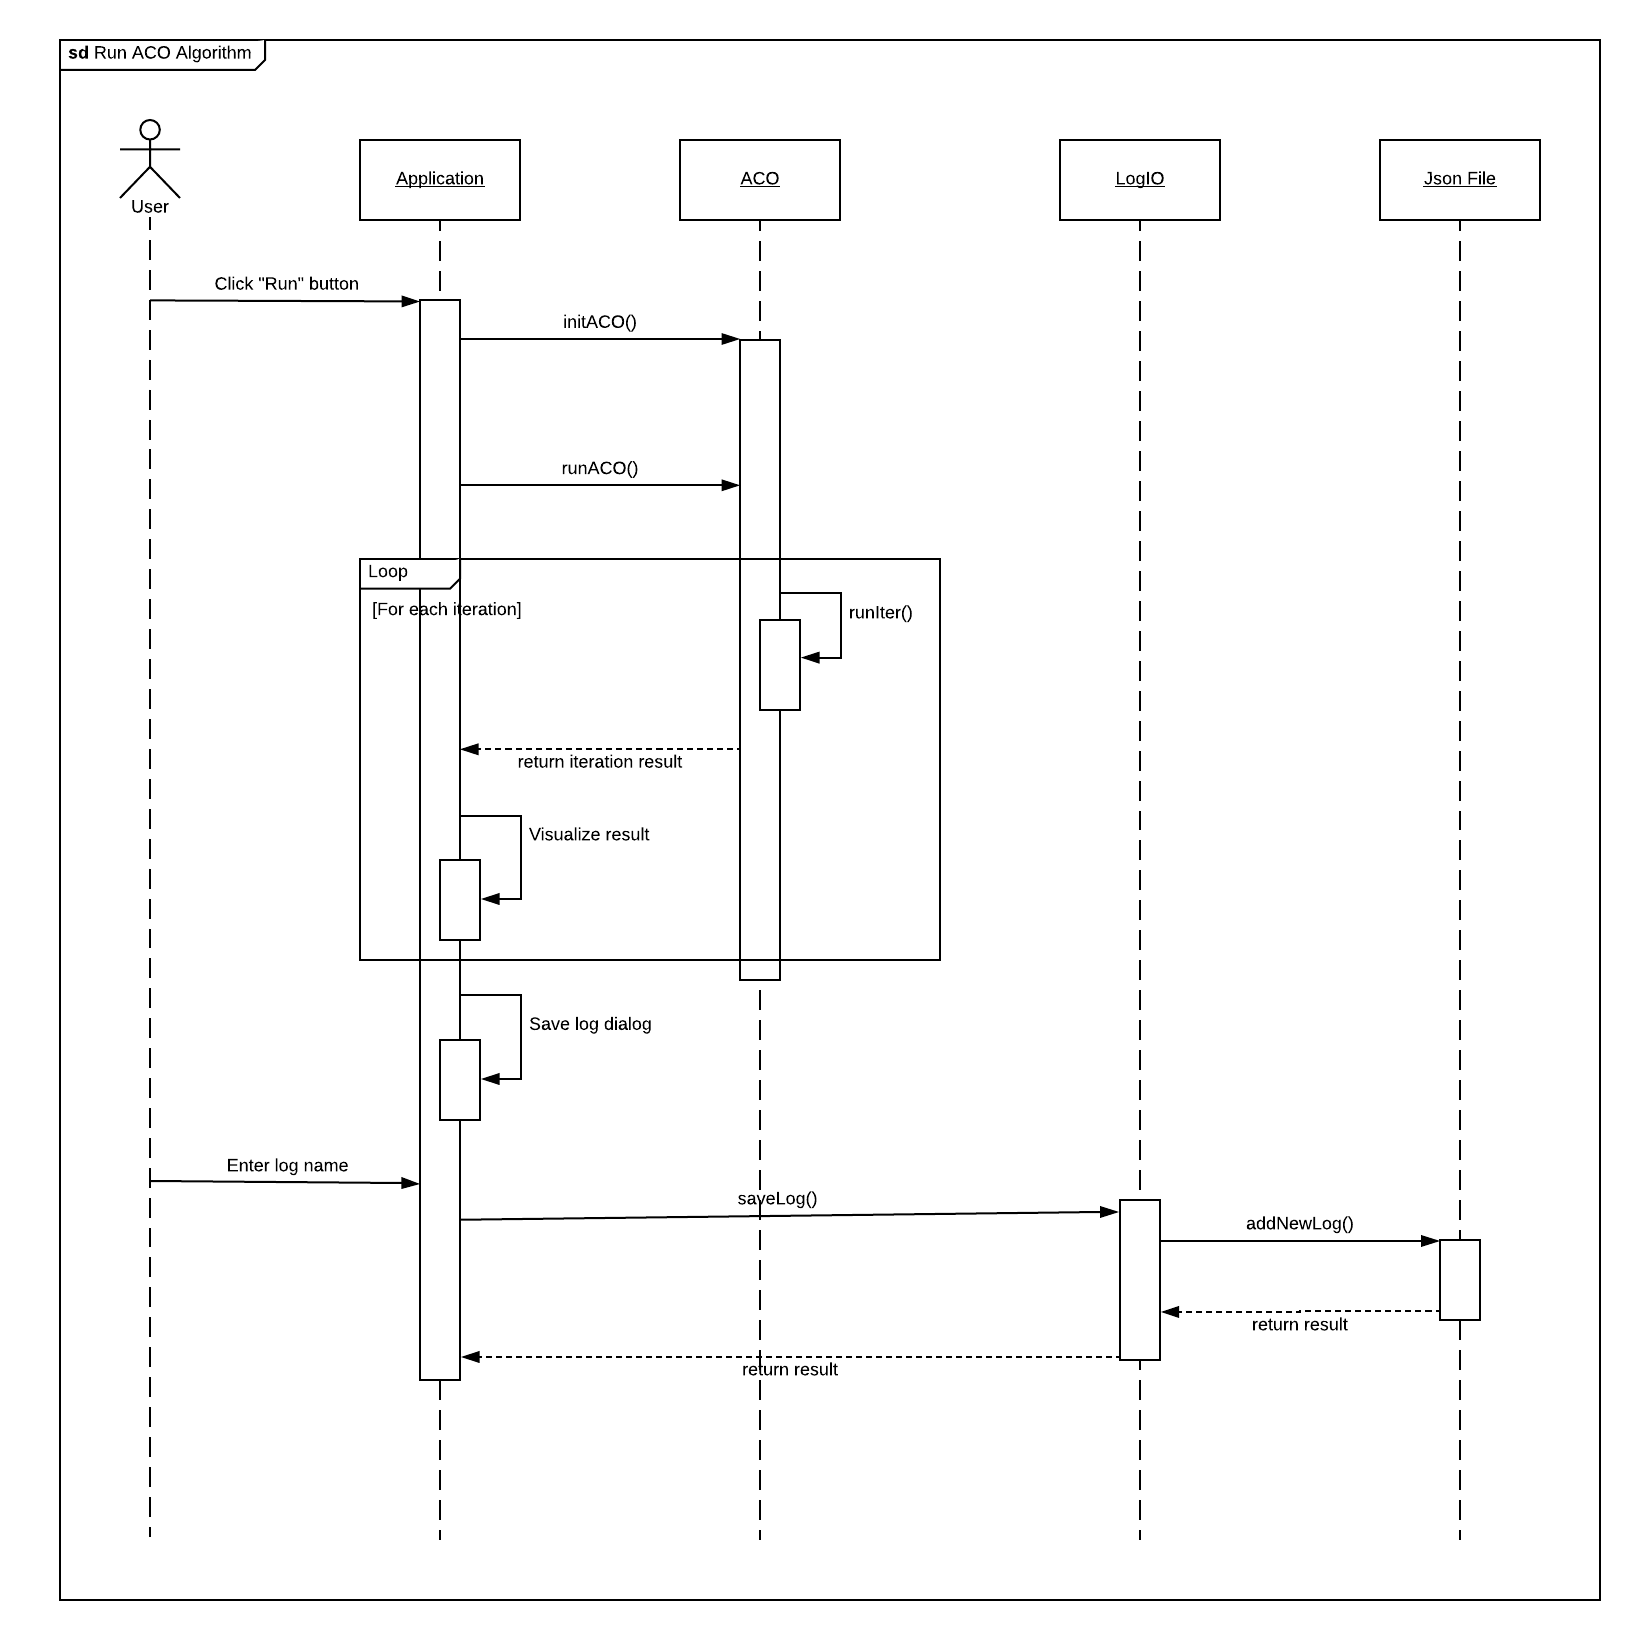 sd Run ACO Algorithm
User
Application
ACO
LogIO
Json File
Click "Run" button
initACO()
runACO()
Loop
[For each iteration]
runIter()
return iteration result
Visualize result
Save log dialog
Enter log name
saveLog()
addNewLog()
return result
return result